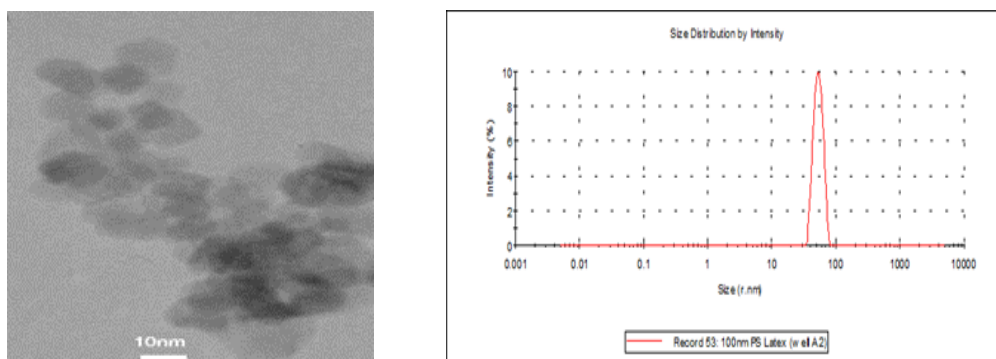 10nm
Size Distribution by Intensity
Intensity (%)
10
8
6
4
2
0
0.001 0.01 0.1 1 10 100 1000 10000
Size (r.nm)
Record 53: 100nm PS Latex (well A2)